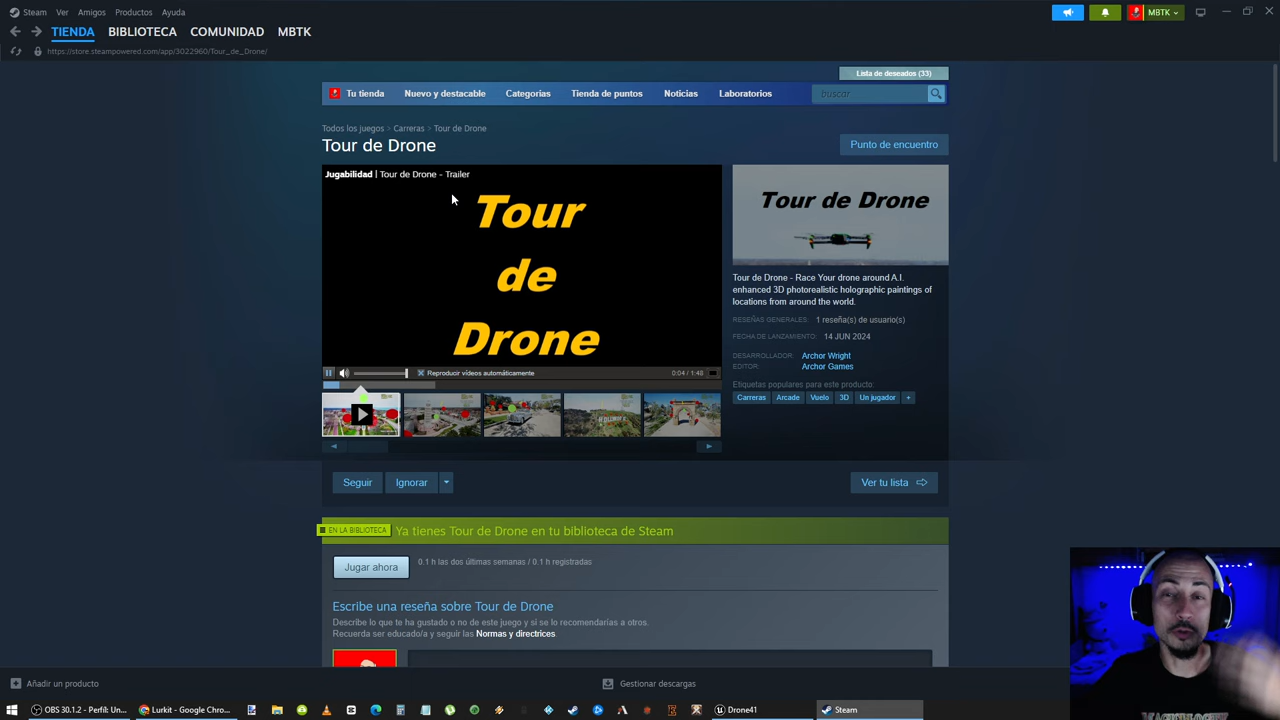 Steam Ver Amigos Productos Ayuda
MBTK
TIENDA BIBLIOTECA COMUNIDAD MBTK
https://store.steampowered.com/app/3022960/Tour_de_Drone/
Lista de deseados (33)
Tu tienda Nuevo y destacable Categorías Tienda de puntos Noticias Laboratorios buscar
Todos los juegos > Carreras > Tour de Drone
Tour de Drone
Punto de encuentro
Jugabilidad | Tour de Drone - Trailer
Tour
de
Drone
Reproducir vídeos automáticamente 0:04 / 1:48
Tour de Drone
Tour de Drone - Race Your drone around A.I.
enhanced 3D photorealistic holographic paintings of
locations from around the world.
RESEÑAS GENERALES: 1 reseña(s) de usuario(s)
FECHA DE LANZAMIENTO: 14 JUN 2024
DESARROLLADOR: Archor Wright
EDITOR: Archor Games
Etiquetas populares para este producto:
Carreras Arcade Vuelo 3D Un jugador +
Seguir Ignorar Ver tu lista
EN LA BIBLIOTECA Ya tienes Tour de Drone en tu biblioteca de Steam
Jugar ahora 0.1 h las dos últimas semanas / 0.1 h registradas
Escribe una reseña sobre Tour de Drone
Describe lo que te ha gustado o no de este juego y si se lo recomendarías a otros.
Recuerda ser educado/a y seguir las Normas y directrices
Añadir un producto Gestionar descargas
OBS 30.1.2 - Perfil: Un... Lurkit - Google Chro... Drone41 Steam